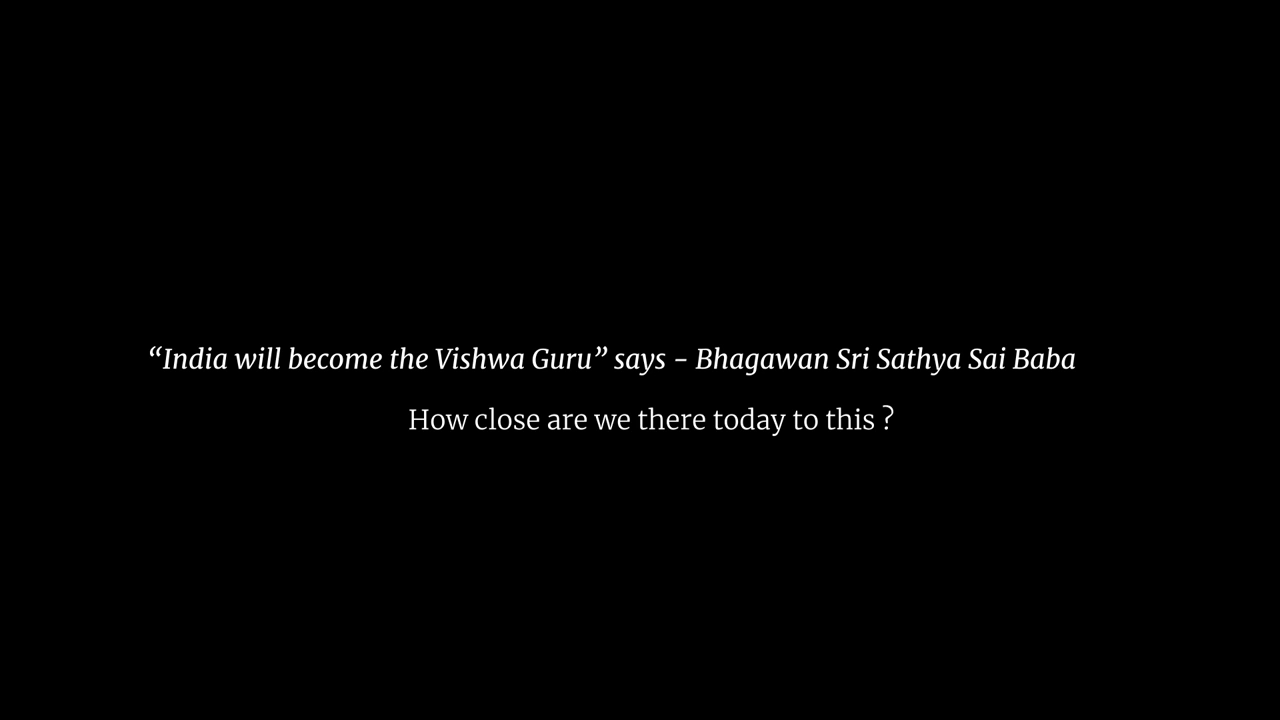 “India will become the Vishwa Guru” says - Bhagawan Sri Sathya Sai Baba
How close are we there today to this ?